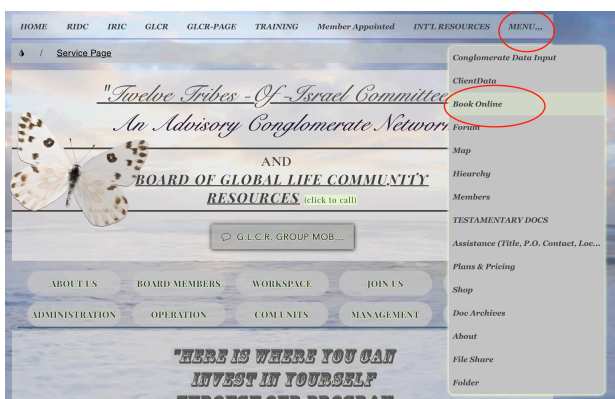 HOME RIDC IRIC GLCR GLCR-PAGE TRAINING Member Appointed INT'L RESOURCES MENU,,,
/ Service Page
"Twelve Tribes -Of -Israel Committee
An Advisory Conglomerate Network
AND
BOARD OF GLOBAL LIFE COMMUNITY
RESOURCES (click to call)
G.L.C.R. GROUP MOB...
ABOUT US BOARD MEMBERS WORKSPACE JOIN US
ADMINISTRATION OPERATION COM UNITS MANAGEMENT
"HERE IS WHERE YOU CAN
INVEST IN YOURSELF
THROUGH OUR PROGRAM
Conglomerate Data Input
ClientData
Book Online
Forum
Map
Hiearchy
Members
TESTAMENTARY DOCS
Assistance (Title, P.O. Contact, Loc...
Plans & Pricing
Shop
Doc Archives
About
File Share
Folder